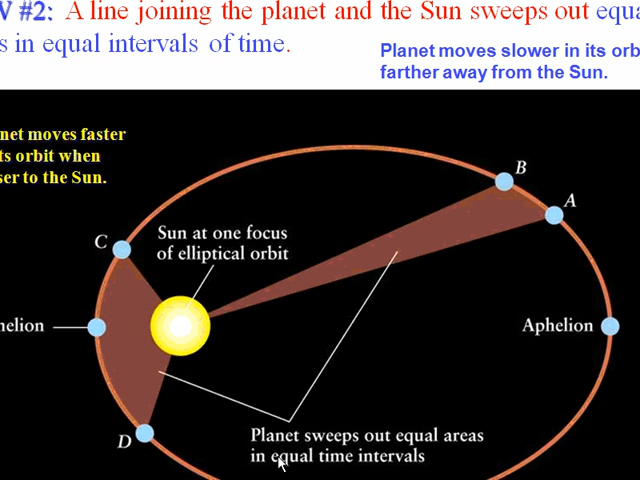 W #2: A line joining the planet and the Sun sweeps out equa
s in equal intervals of time.
Planet moves slower in its orb
farther away from the Sun.
net moves faster
ts orbit when
ser to the Sun.
B
A
C
Sun at one focus
of elliptical orbit
helion
Aphelion
D
Planet sweeps out equal areas
in equal time intervals